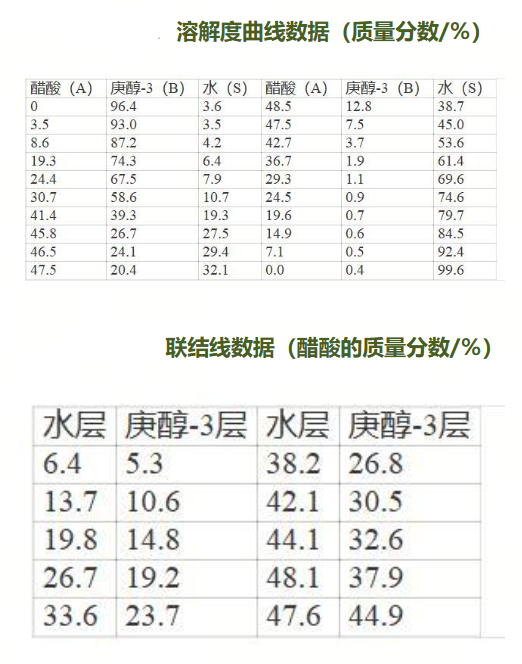 溶解度曲线数据（质量分数/%）
醋酸（A） 庚醇-3（B） 水（S） 醋酸（A） 庚醇-3（B） 水（S）
0 96.4 3.6 48.5 12.8 38.7
3.5 93.0 3.5 47.5 7.5 45.0
8.6 87.2 4.2 42.7 3.7 53.6
19.3 74.3 6.4 36.7 1.9 61.4
24.4 67.5 7.9 29.3 1.1 69.6
30.7 58.6 10.7 24.5 0.9 74.6
41.4 39.3 19.3 19.6 0.7 79.7
45.8 26.7 27.5 14.9 0.6 84.5
46.5 24.1 29.4 7.1 0.5 92.4
47.5 20.4 32.1 0.0 0.4 99.6
联结线数据（醋酸的质量分数/%）
水层 庚醇-3层 水层 庚醇-3层
6.4 5.3 38.2 26.8
13.7 10.6 42.1 30.5
19.8 14.8 44.1 32.6
26.7 19.2 48.1 37.9
33.6 23.7 47.6 44.9